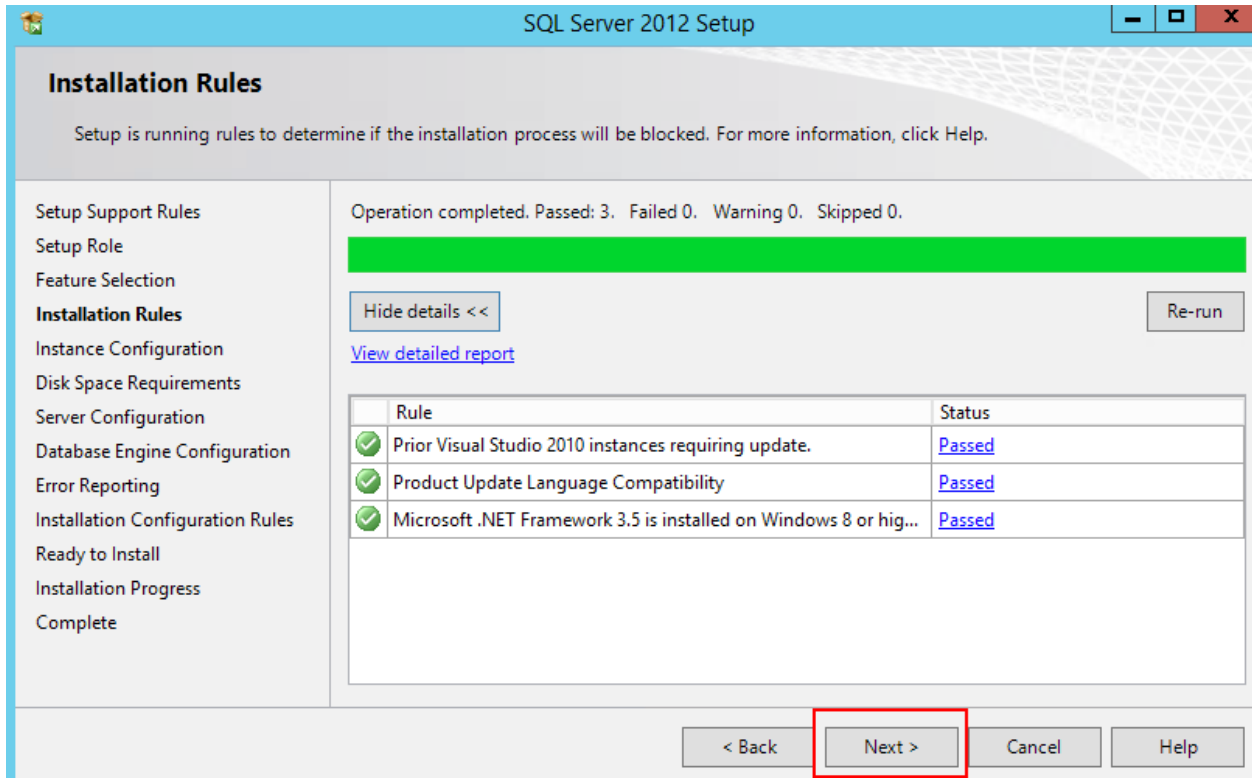 SQL Server 2012 Setup
Installation Rules
Setup is running rules to determine if the installation process will be blocked. For more information, click Help.
Setup Support Rules
Setup Role
Feature Selection
Installation Rules
Instance Configuration
Disk Space Requirements
Server Configuration
Database Engine Configuration
Error Reporting
Installation Configuration Rules
Ready to Install
Installation Progress
Complete
Operation completed. Passed: 3. Failed 0. Warning 0. Skipped 0.
Hide details <<
Re-run
View detailed report
Rule Status
Prior Visual Studio 2010 instances requiring update. Passed
Product Update Language Compatibility Passed
Microsoft .NET Framework 3.5 is installed on Windows 8 or hig... Passed
< Back Next > Cancel Help